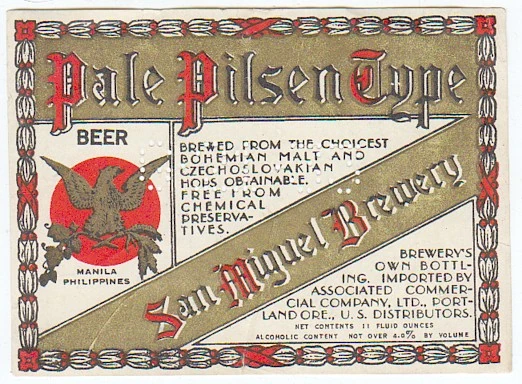 Pale Pilsen Type
BEER
BREWED FROM THE CHOICEST
BOHEMIAN MALT AND
CZECHOSLOVAKIAN
HOPS OBTAINABLE.
FREE FROM
CHEMICAL
PRESERVA-
TIVES.
MANILA
PHILIPPINES
San Miguel Brewery
BREWERY'S
OWN BOTTL-
ING. IMPORTED BY
ASSOCIATED COMMER-
CIAL COMPANY, LTD., PORT-
LAND ORE., U.S. DISTRIBUTORS.
NET CONTENTS 11 FLUID OUNCES
ALCOHOLIC CONTENT NOT OVER 4.0% BY VOLUME